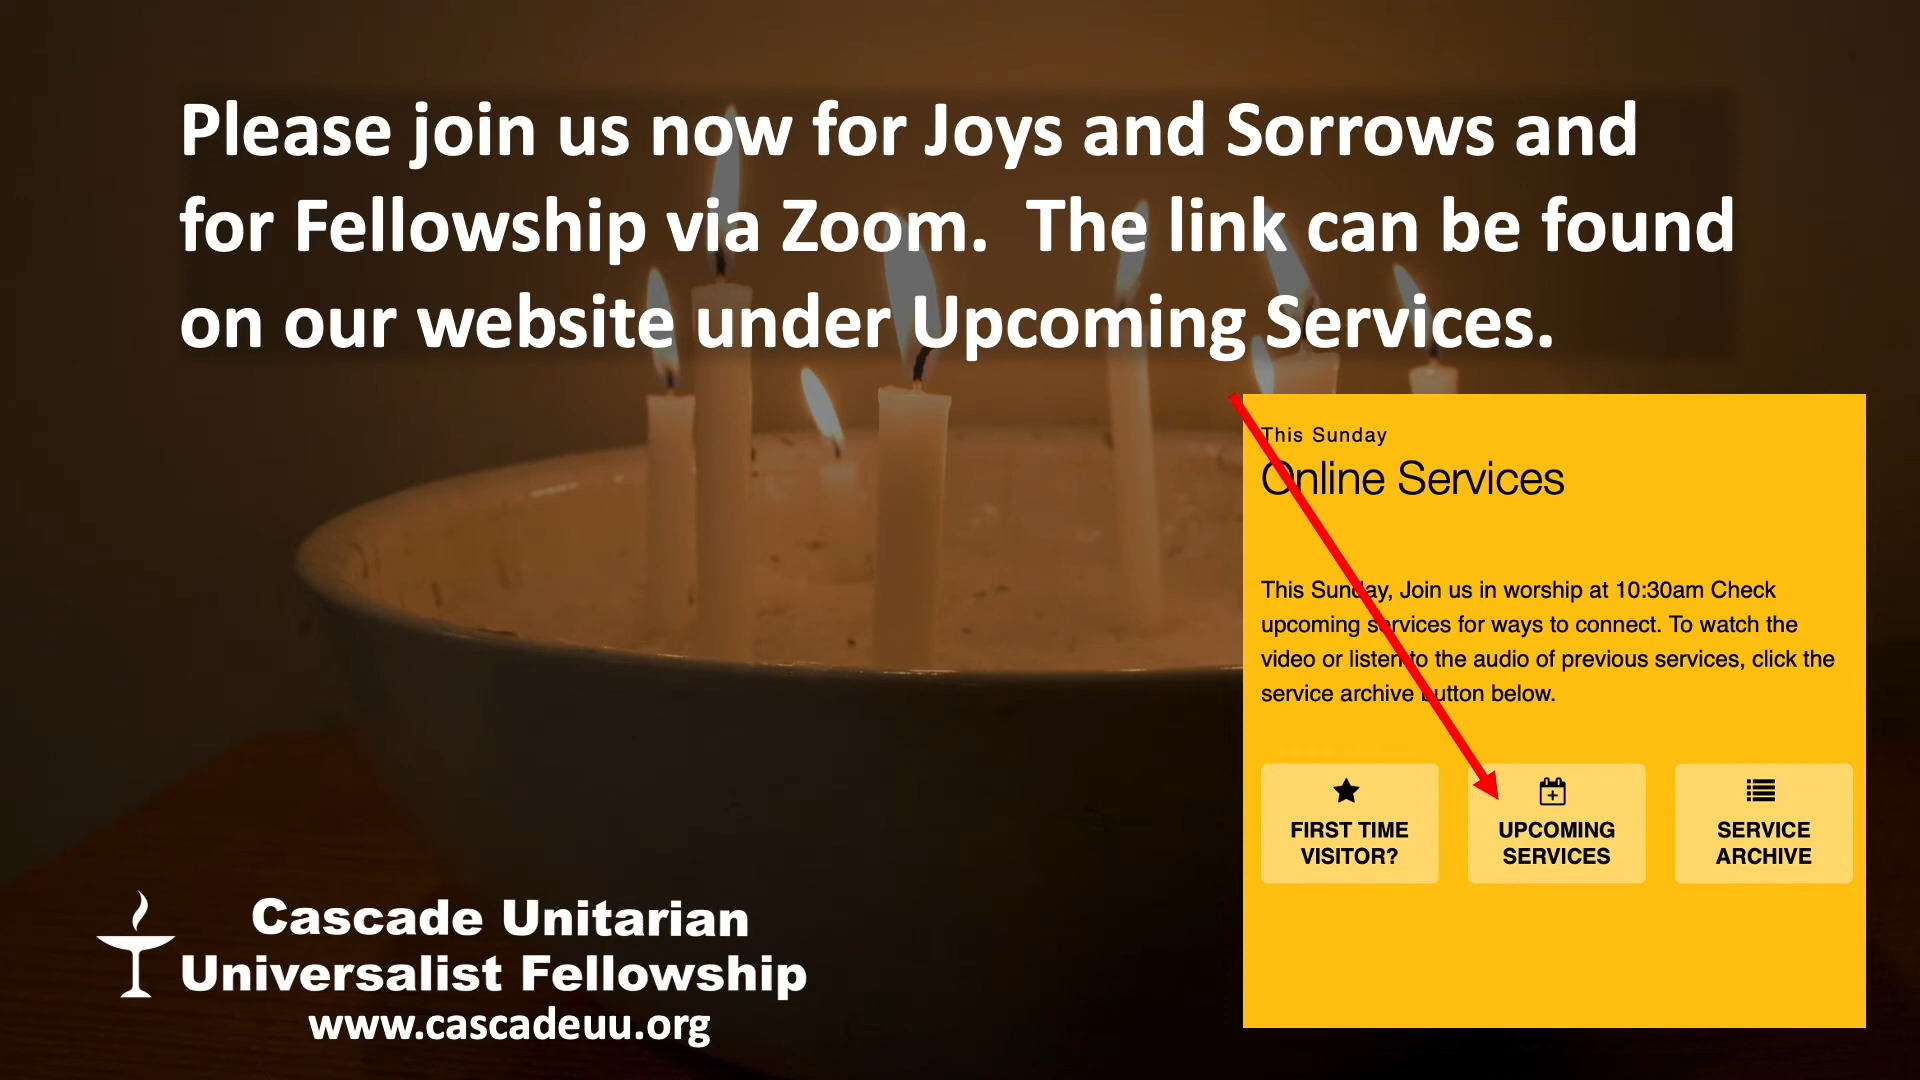 Please join us now for Joys and Sorrows and
for Fellowship via Zoom.  The link can be found
on our website under Upcoming Services.
This Sunday
Online Services
This Sunday, Join us in worship at 10:30am Check
upcoming services for ways to connect. To watch the
video or listen to the audio of previous services, click the
service archive button below.
FIRST TIME
VISITOR?
UPCOMING
SERVICES
SERVICE
ARCHIVE
Cascade Unitarian
Universalist Fellowship
www.cascadeuu.org